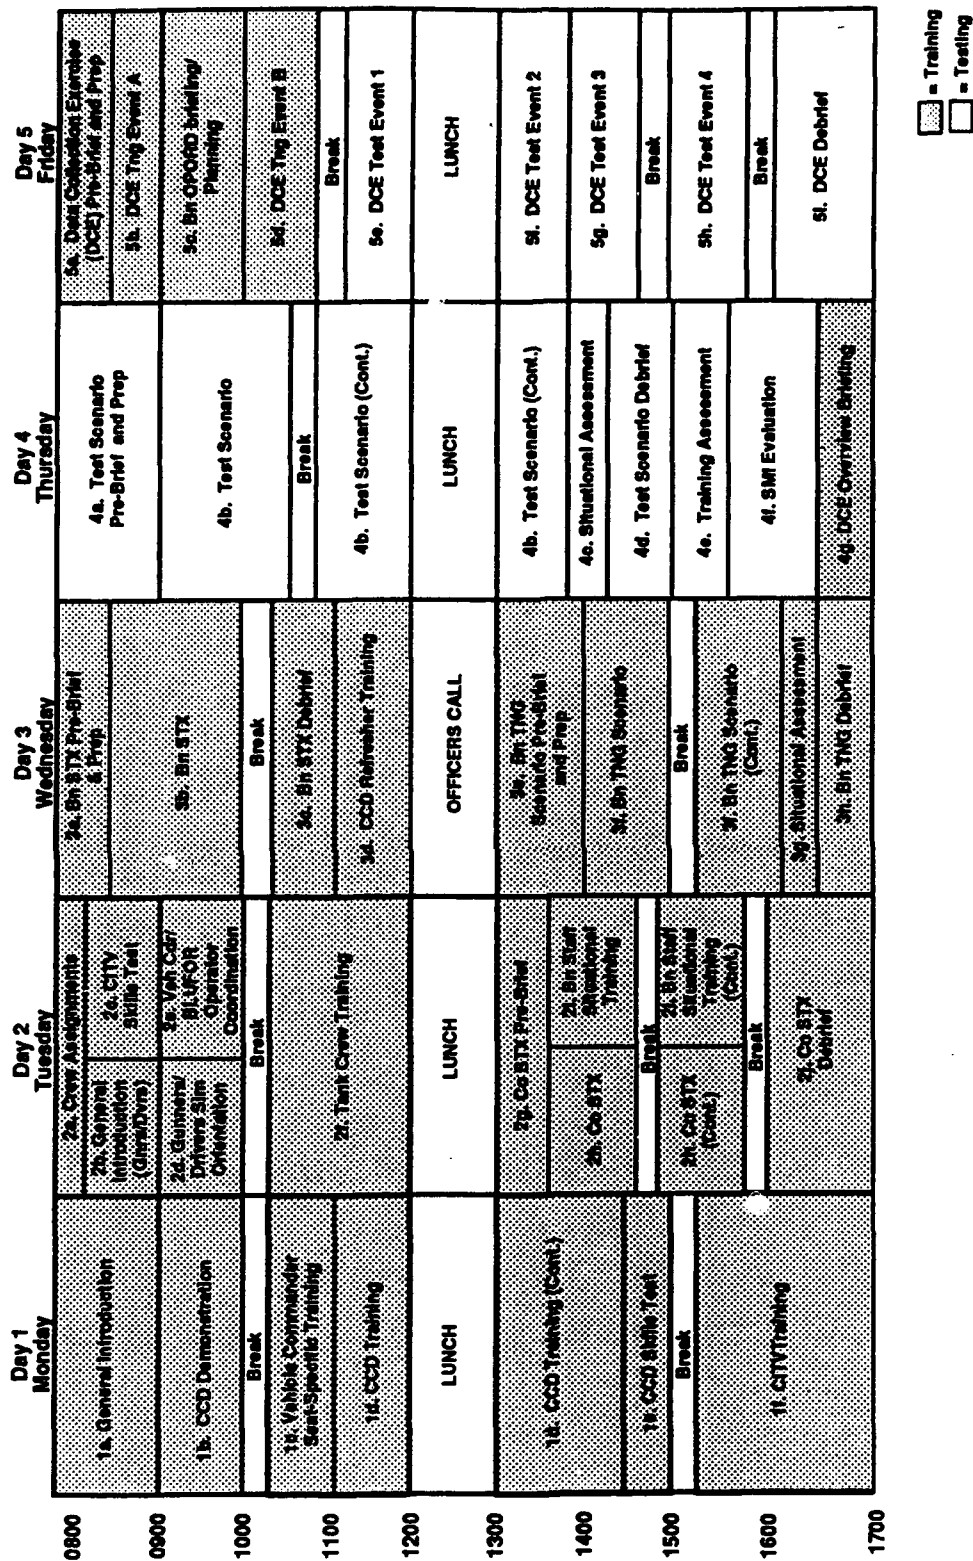 Day 1
Monday
Day 2
Tuesday
Day 3
Wednesday
Day 4
Thursday
Day 5
Friday
0800
0900
1000
1100
1200
1300
1400
1500
1600
1700
1a. General Introduction
1b. CCD Demonstration
Break
1c. Vehicle Commander
Seat-Specific Training
1d. CCD Training
LUNCH
1d. CCD Training (Cont.)
1e. CCD Skills Test
Break
1f. CITVTraining
2a. Crew Assignments
2b. General
Introduction
(Gnrs/Dvrs)
CITV
Skills Test
2d. Gunners/
Drivers Sim
Orientation
2e. Veh Cdr/
BLUFOR
Operator
Coordination
Break
2f. Tank Crew Training
LUNCH
2g. Co STX Pre-Brief
2h. Co STX
2i. Bn Staff
Situational
Training
Break
2h. Co STX
(Cont.)
2i. Bn Staff
Situational
Training
(Cont.)
Break
2j. Co STX
Debrief
Bn STX Pre-Brief
& Prep
3b. Bn STX
Break
3c. Bn STX Debrief
3d. CCD Refresher Training
OFFICERS CALL
3e. Bn TNG
Scenario Pre-Brief
and Prep
3f. Bn TNG Scenario
Break
3f. Bn TNG Scenario
(Cont.)
3g. Situational Assessment
3h. Bn TNG Debrief
4a. Test Scenario
Pre-Brief and Prep
4b. Test Scenario
Break
4b. Test Scenario (Cont.)
LUNCH
4b. Test Scenario (Cont.)
4c. Situational Assessment
4d. Test Scenario Debrief
4e. Training Assessment
4f. SMI Evaluation
4g. DCE Overview Briefing
5a. Data Collection Exercise
(DCE) Pre-Brief and Prep
5b. DCE Tng Event A
5c. Bn OPORD briefing/
Planning
5d. DCE Tng Event B
Break
5e. DCE Test Event 1
LUNCH
5f. DCE Test Event 2
5g. DCE Test Event 3
Break
5h. DCE Test Event 4
Break
5i. DCE Debrief
= Training
= Testing